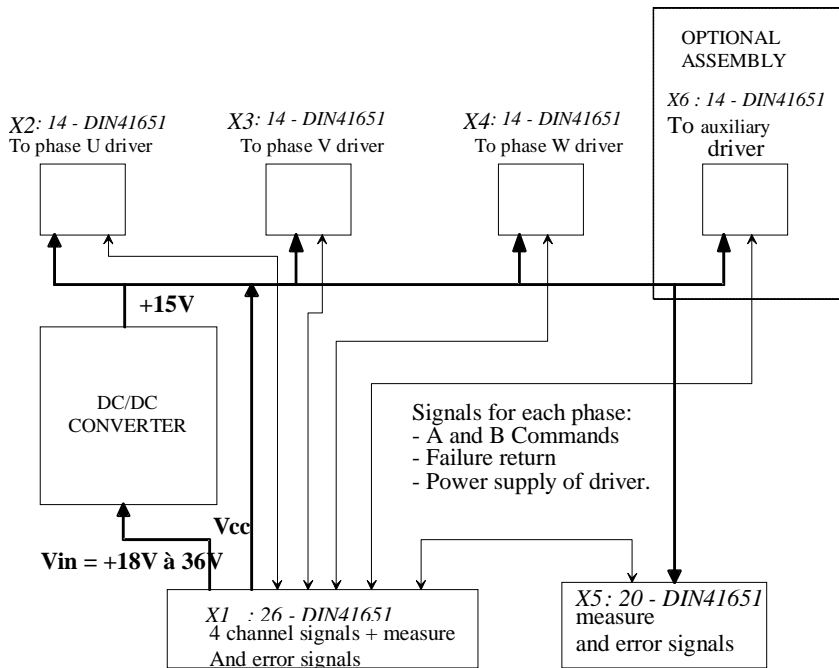 OPTIONAL
ASSEMBLY
X6 : 14 - DIN41651
To auxiliary
driver
X2: 14 - DIN41651
To phase U driver
X3: 14 - DIN41651
To phase V driver
X4: 14 - DIN41651
To phase W driver
+15V
DC/DC
CONVERTER
Signals for each phase:
- A and B Commands
- Failure return
- Power supply of driver.
Vcc
Vin = +18V à 36V
X1 : 26 - DIN41651
4 channel signals + measure
And error signals
X5: 20 - DIN41651
measure
and error signals